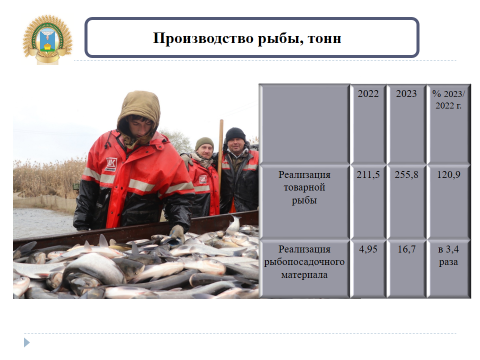 Производство рыбы, тонн
2022 2023 % 2023/
2022 г.
Реализация 211,5 255,8 120,9
товарной
рыбы
Реализация 4,95 16,7 в 3,4
рыбопосадочного раза
материала